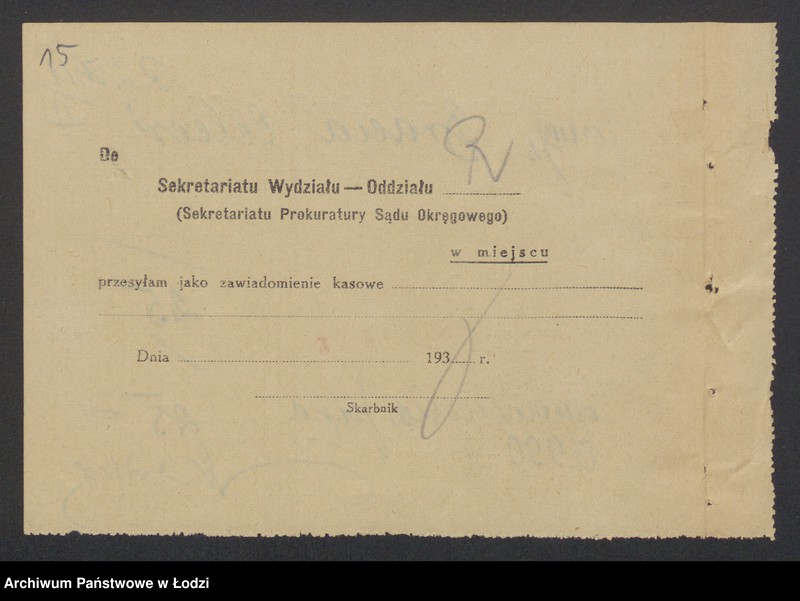 15
Do
Sekretariatu Wydziału — Oddziału
(Sekretariatu Prokuratury Sądu Okręgowego)
w miejscu
przesyłam jako zawiadomienie kasowe
Dnia 193 r.
Skarbnik
Archiwum Państwowe w Łodzi